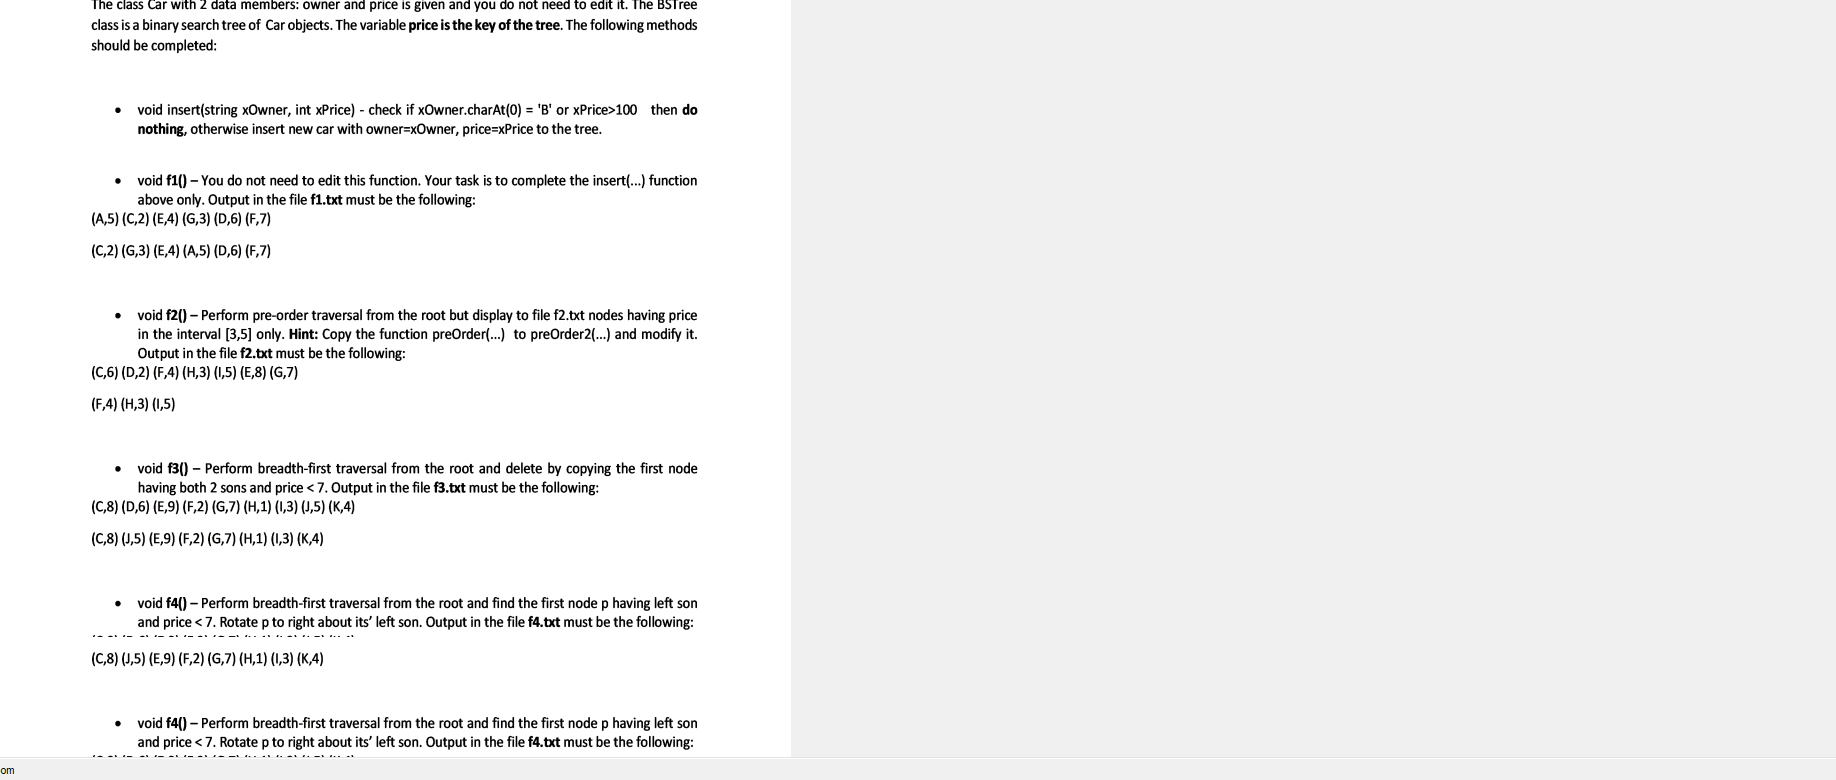 The class Car with 2 data members: owner and price is given and you do not need to edit it. The BSTree
class is a binary search tree of Car objects. The variable price is the key of the tree. The following methods
should be completed:
• void insert(string xOwner, int xPrice) - check if xOwner.charAt(0) = 'B' or xPrice>100 then do
nothing, otherwise insert new car with owner=xOwner, price=xPrice to the tree.
• void f1() – You do not need to edit this function. Your task is to complete the insert(...) function
above only. Output in the file f1.txt must be the following:
(A,5) (C,2) (E,4) (G,3) (D,6) (F,7)
(C,2) (G,3) (E,4) (A,5) (D,6) (F,7)
• void f2() – Perform pre-order traversal from the root but display to file f2.txt nodes having price
in the interval [3,5] only. Hint: Copy the function preOrder(...) to preOrder2(...) and modify it.
Output in the file f2.txt must be the following:
(C,6) (D,2) (F,4) (H,3) (I,5) (E,8) (G,7)
(F,4) (H,3) (I,5)
• void f3() – Perform breadth-first traversal from the root and delete by copying the first node
having both 2 sons and price < 7. Output in the file f3.txt must be the following:
(C,8) (D,6) (E,9) (F,2) (G,7) (H,1) (I,3) (J,5) (K,4)
(C,8) (J,5) (E,9) (F,2) (G,7) (H,1) (I,3) (K,4)
• void f4() – Perform breadth-first traversal from the root and find the first node p having left son
and price < 7. Rotate p to right about its’ left son. Output in the file f4.txt must be the following:
(C,8) (J,5) (E,9) (F,2) (G,7) (H,1) (I,3) (K,4)
• void f4() – Perform breadth-first traversal from the root and find the first node p having left son
and price < 7. Rotate p to right about its’ left son. Output in the file f4.txt must be the following:
om